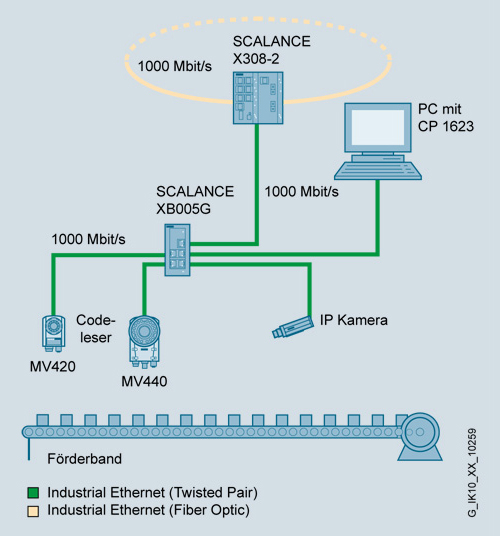 SCALANCE
X308-2
1000 Mbit/s
PC mit
CP 1623
SCALANCE
XB005G
1000 Mbit/s
1000 Mbit/s
Code-
leser
IP Kamera
MV420
MV440
Förderband
Industrial Ethernet (Twisted Pair)
Industrial Ethernet (Fiber Optic)
G_IK10_XX_10259